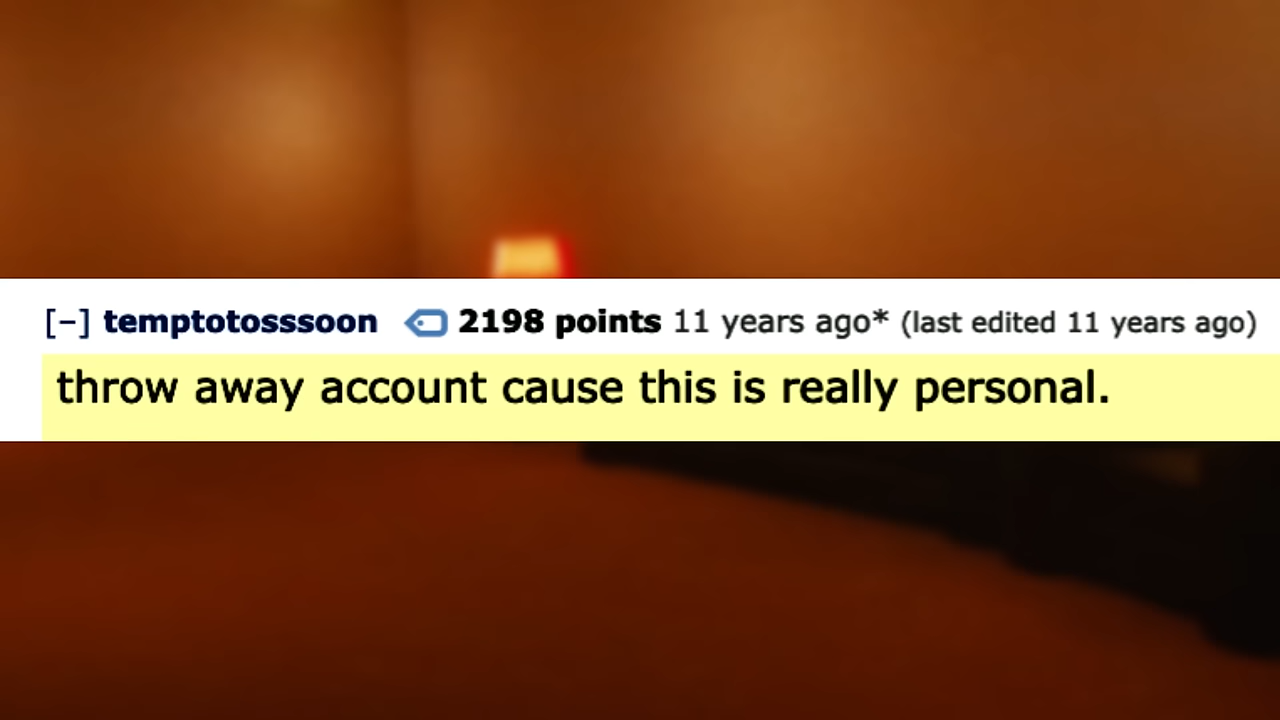 [–] temptotosssoon 2198 points 11 years ago* (last edited 11 years ago)
throw away account cause this is really personal.